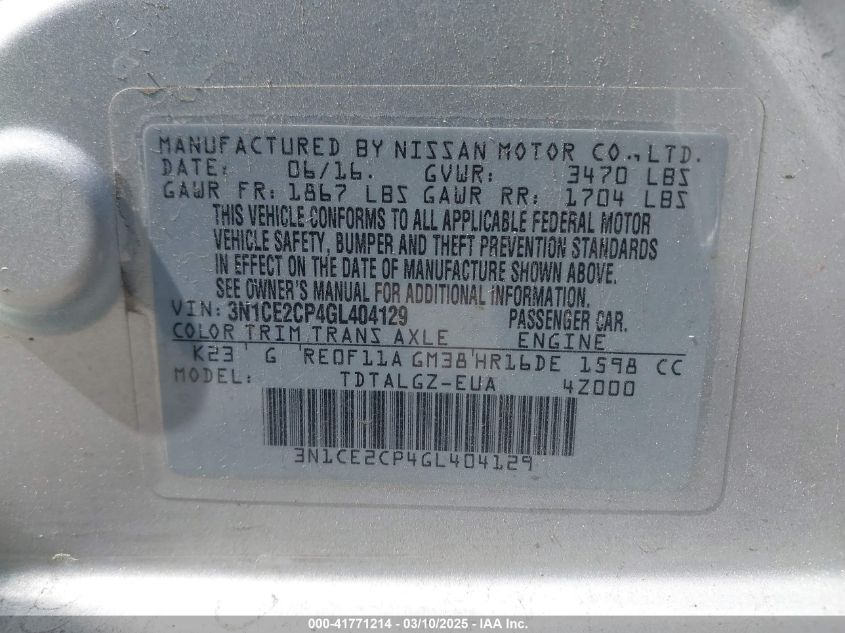 MANUFACTURED BY NISSAN MOTOR CO., LTD.
DATE: 06/16. GVWR: 3470 LBS
GAWR FR: 1867 LBS GAWR RR: 1704 LBS
THIS VEHICLE CONFORMS TO ALL APPLICABLE FEDERAL MOTOR
VEHICLE SAFETY, BUMPER AND THEFT PREVENTION STANDARDS
IN EFFECT ON THE DATE OF MANUFACTURE SHOWN ABOVE.
SEE OWNER'S MANUAL FOR ADDITIONAL INFORMATION.
VIN: 3N1CE2CP4GL404129 PASSENGER CAR.
COLOR TRIM TRANS AXLE ENGINE
K23 G RE0F11A GM38 HR16DE 1598 CC
MODEL: TDTALGZ-EUA 4Z000
3N1CE2CP4GL404129
000-41771214 - 03/10/2025 - IAA Inc.